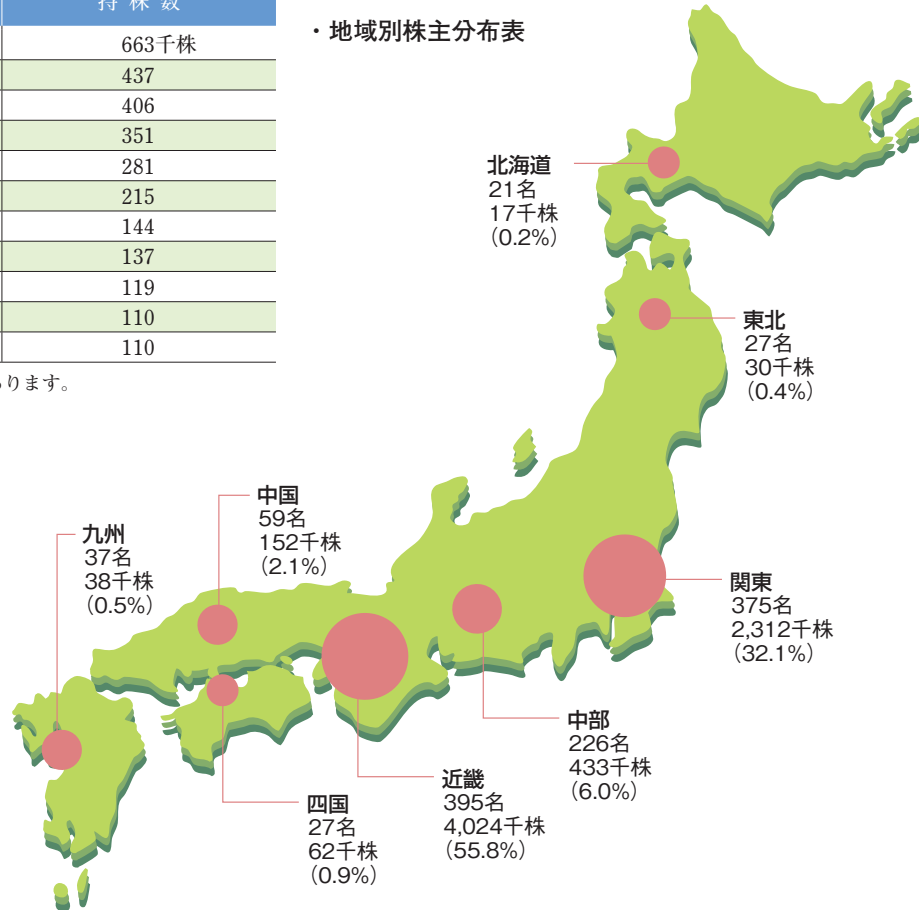 持株数
663千株
437
406
351
281
215
144
137
119
110
110
ります。
・地域別株主分布表
北海道
21名
17千株
(0.2%)
東北
27名
30千株
(0.4%)
中国
59名
152千株
(2.1%)
九州
37名
38千株
(0.5%)
関東
375名
2,312千株
(32.1%)
中部
226名
433千株
(6.0%)
近畿
395名
4,024千株
(55.8%)
四国
27名
62千株
(0.9%)